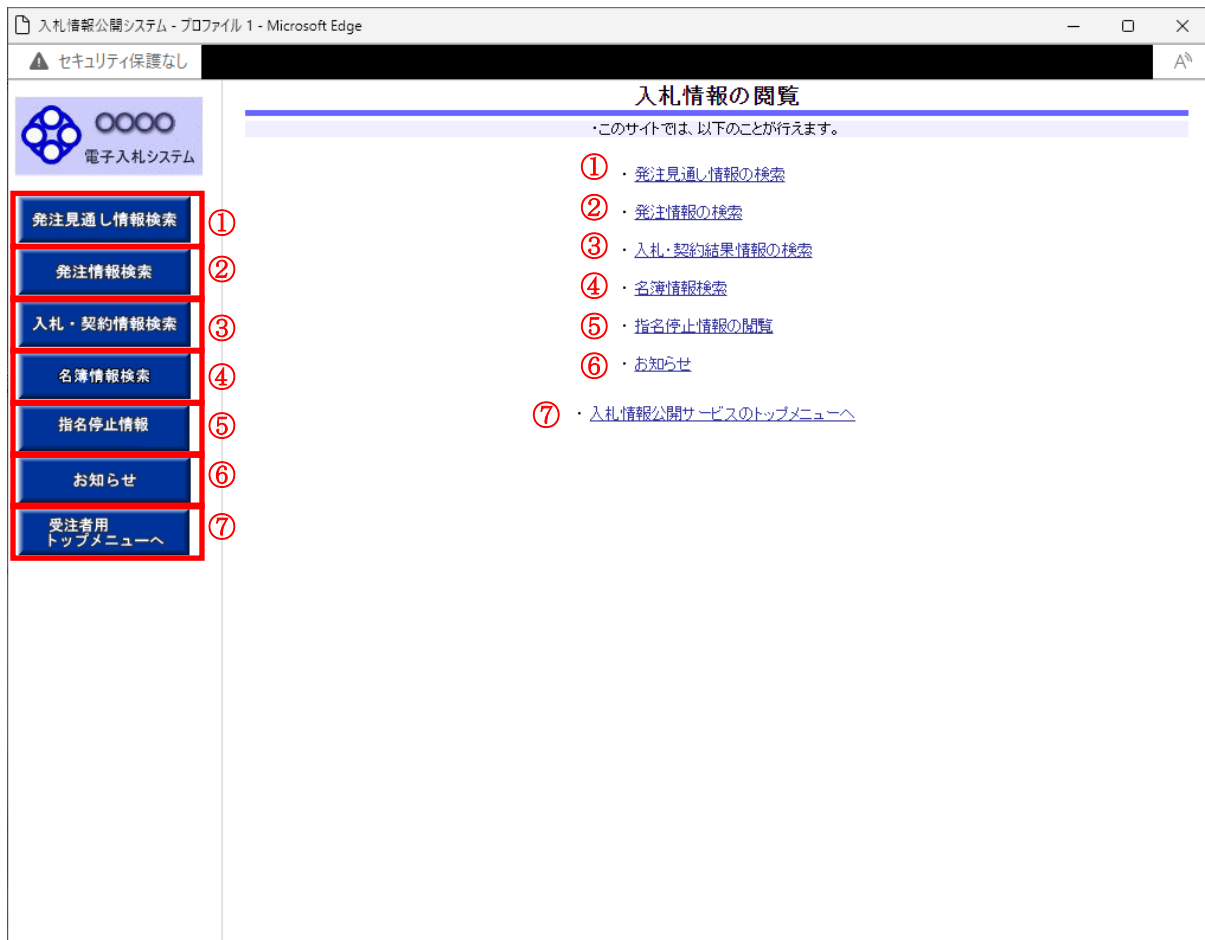 入札情報公開システム - プロファイル 1 - Microsoft Edge
セキュリティ保護なし
A
〇〇〇〇
電子入札システム
発注見通し情報検索 ①
発注情報検索 ②
入札・契約情報検索 ③
名簿情報検索 ④
指名停止情報 ⑤
お知らせ ⑥
受注者用
トップメニューへ ⑦
入札情報の閲覧
・このサイトでは、以下のことが行えます。
① ・発注見通し情報の検索
② ・発注情報の検索
③ ・入札・契約結果情報の検索
④ ・名簿情報検索
⑤ ・指名停止情報の閲覧
⑥ ・お知らせ
⑦ ・入札情報公開サービスのトップメニューへ